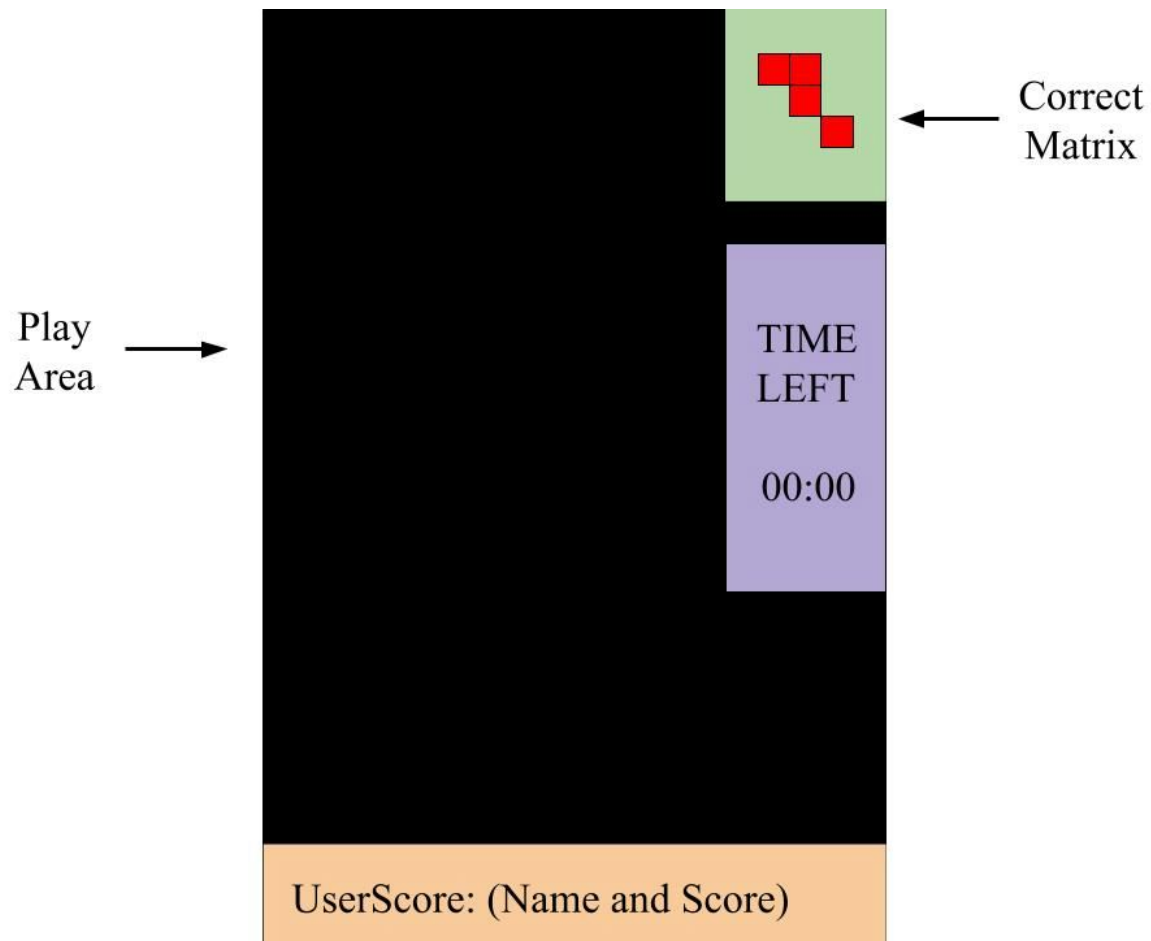 Correct
Matrix
Play
Area
TIME
LEFT
00:00
UserScore: (Name and Score)